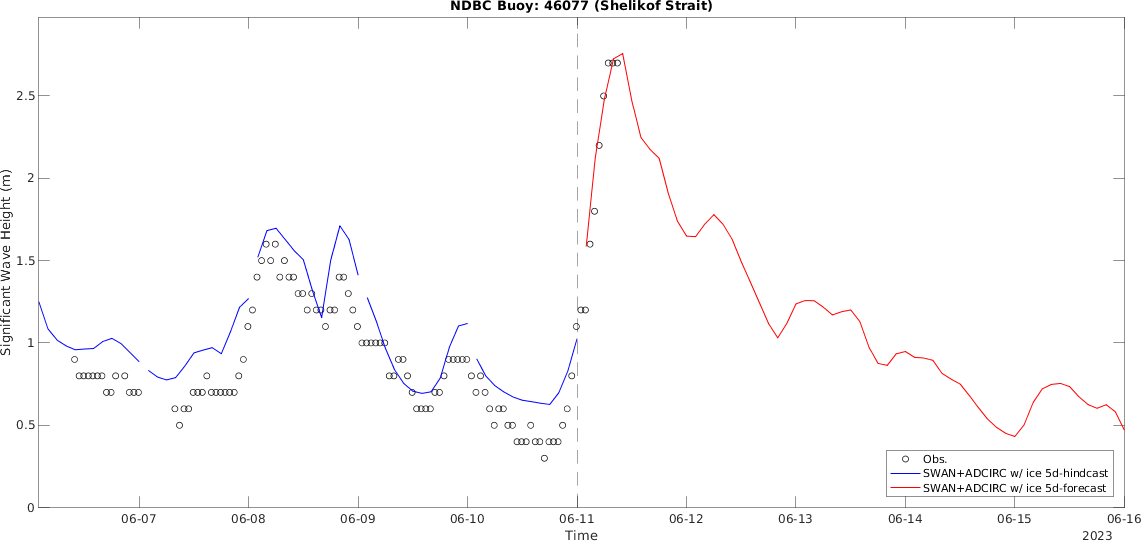 NDBC Buoy: 46077 (Shelikof Strait)
Significant Wave Height (m)
2.5
2
1.5
1
0.5
0
Obs.
SWAN+ADCIRC w/ ice 5d-hindcast
SWAN+ADCIRC w/ ice 5d-forecast
06-07 06-08 06-09 06-10 06-11 06-12 06-13 06-14 06-15 06-16
Time
2023